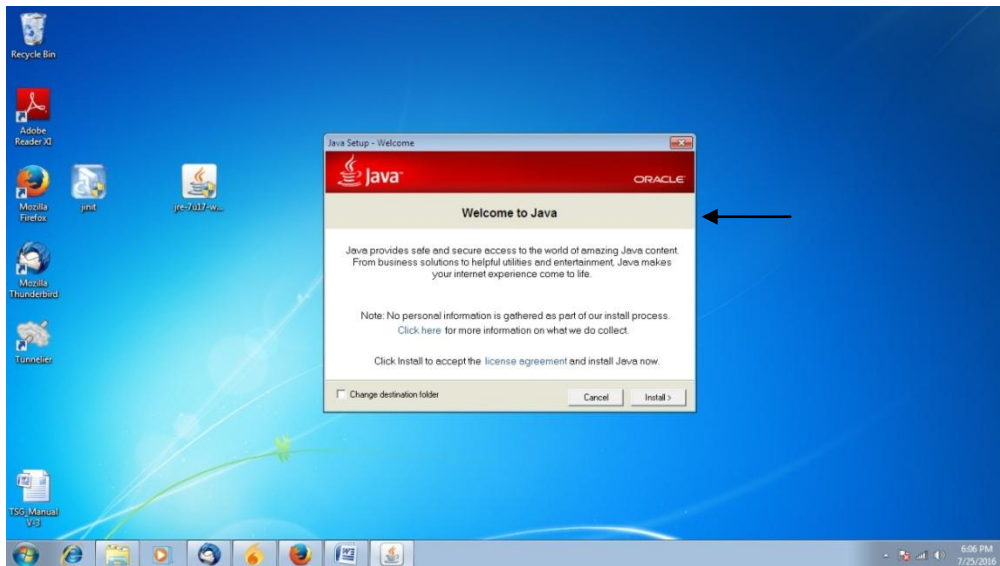 Recycle Bin
Adobe
Reader XI
Mozilla
Firefox
jinit
jre-7u17-w...
Mozilla
Thunderbird
Tunnelier
TSG_Manual
V-3
Java Setup - Welcome
Java
ORACLE
Welcome to Java
Java provides safe and secure access to the world of amazing Java content.
From business solutions to helpful utilities and entertainment, Java makes
your internet experience come to life.
Note: No personal information is gathered as part of our install process.
Click here for more information on what we do collect.
Click Install to accept the license agreement and install Java now.
Change destination folder
Cancel
Install >
6:06 PM
7/25/2016